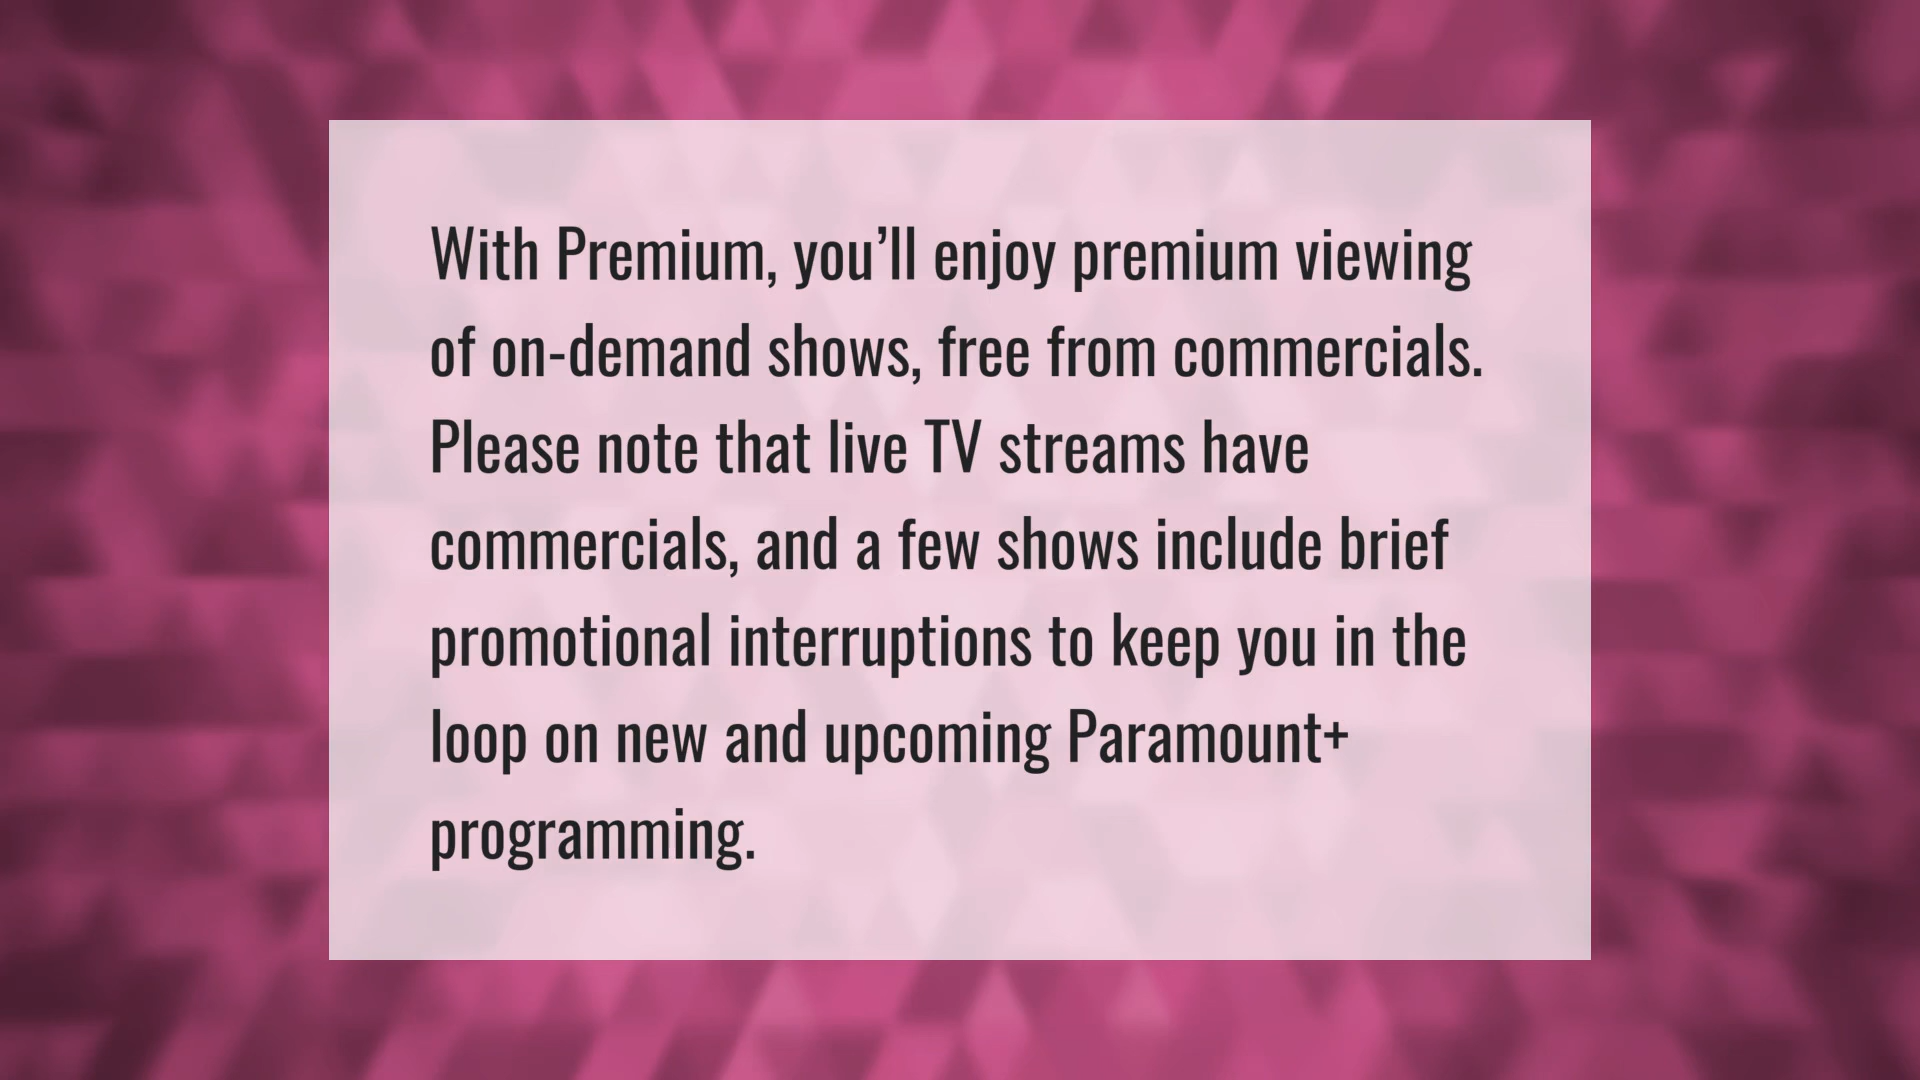 With Premium, you’ll enjoy premium viewing
of on-demand shows, free from commercials.
Please note that live TV streams have
commercials, and a few shows include brief
promotional interruptions to keep you in the
loop on new and upcoming Paramount+
programming.